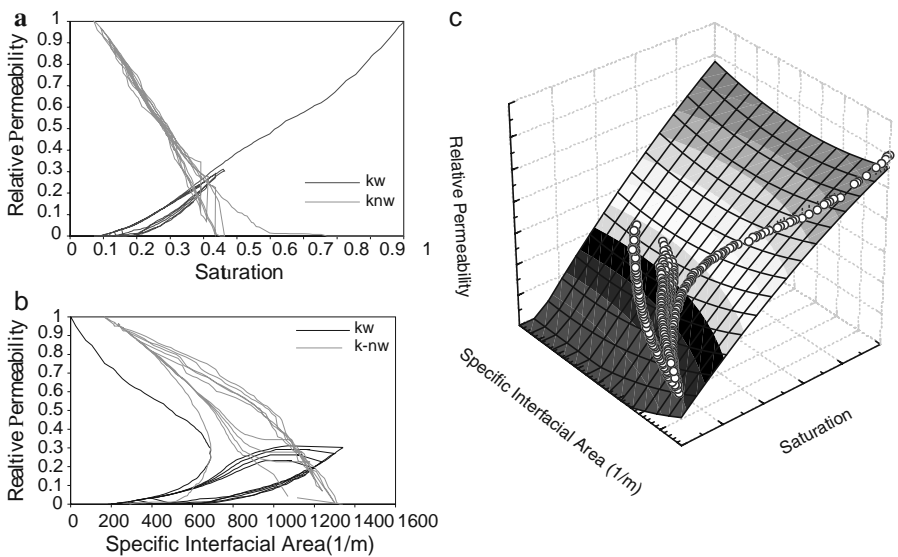 a
1
0.9
0.8
0.7
0.6
0.5
0.4
0.3
0.2
0.1
0
Relative Permeability
kw
knw
0 0.1 0.2 0.3 0.4 0.5 0.6 0.7 0.8 0.9 1
Saturation
b
1
0.9
0.8
0.7
0.6
0.5
0.4
0.3
0.2
0.1
0
Realtive Permeability
kw
k-nw
0 200 400 600 800 1000 1200 1400 1600
Specific Interfacial Area(1/m)
c
Relative Permeability
Specific Interfacial Area (1/m)
Saturation